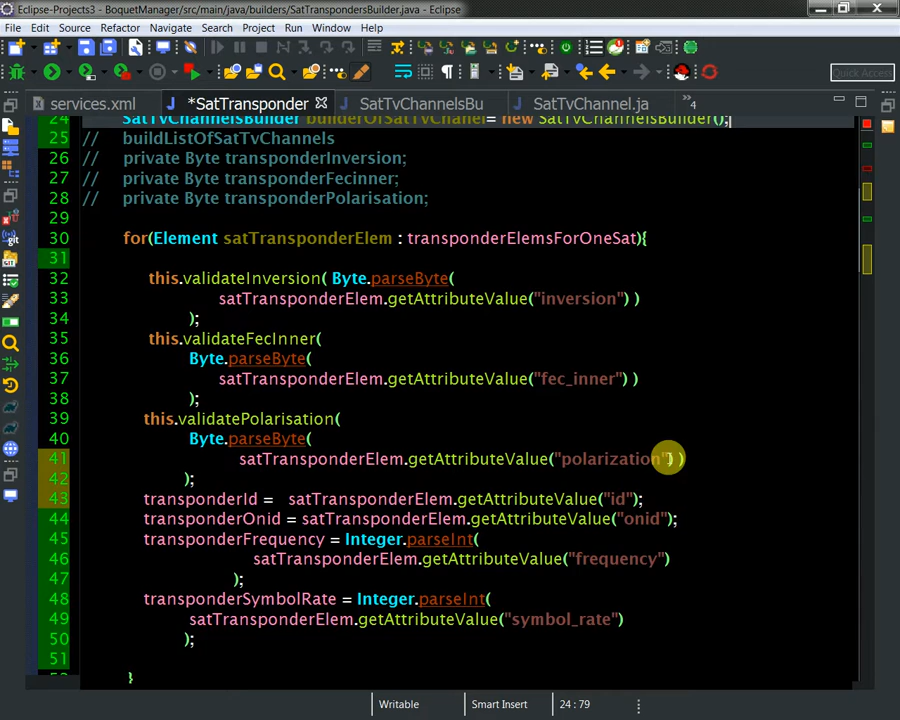 Eclipse-Projects3 - BoquetManager/src/main/java/builders/SatTranspondersBuilder.java - Eclipse
File Edit Source Refactor Navigate Search Project Run Window Help
Quick Access
services.xml *SatTransponder SatTvChannelsBu SatTvChannel.ja »4
24 SatTvChannelsBuilder builderOfSatTvChanel= new SatTvChannelsBuilder();
25 // buildListOfSatTvChannels
26 // private Byte transponderInversion;
27 // private Byte transponderFecinner;
28 // private Byte transponderPolarisation;
29
30 for(Element satTransponderElem : transponderElemsForOneSat){
31
32 this.validateInversion( Byte.parseByte(
33 satTransponderElem.getAttributeValue("inversion") )
34 );
35 this.validateFecInner(
36 Byte.parseByte(
37 satTransponderElem.getAttributeValue("fec_inner") )
38 );
39 this.validatePolarisation(
40 Byte.parseByte(
41 satTransponderElem.getAttributeValue("polarization") )
42 );
43 transponderId = satTransponderElem.getAttributeValue("id");
44 transponderOnid = satTransponderElem.getAttributeValue("onid");
45 transponderFrequency = Integer.parseInt(
46 satTransponderElem.getAttributeValue("frequency")
47 );
48 transponderSymbolRate = Integer.parseInt(
49 satTransponderElem.getAttributeValue("symbol_rate")
50 );
51
}
Writable Smart Insert 24 : 79